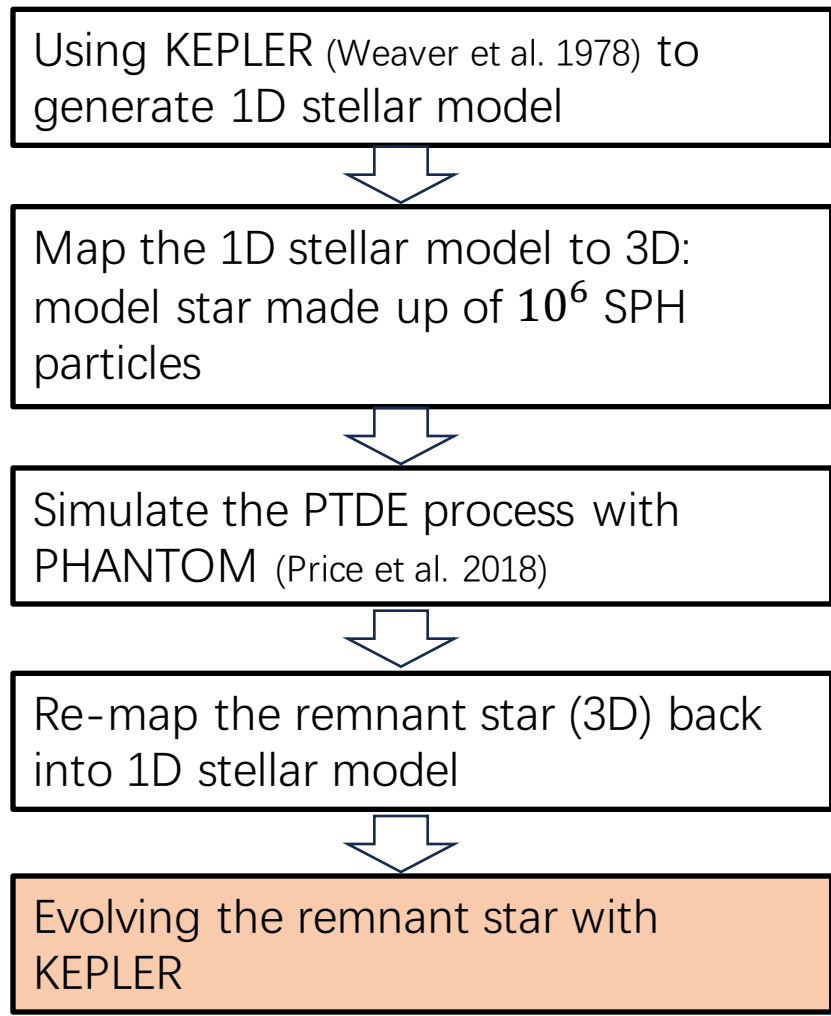 Using KEPLER (Weaver et al. 1978) to
generate 1D stellar model
Map the 1D stellar model to 3D:
model star made up of 10⁶ SPH
particles
Simulate the PTDE process with
PHANTOM (Price et al. 2018)
Re-map the remnant star (3D) back
into 1D stellar model
Evolving the remnant star with
KEPLER